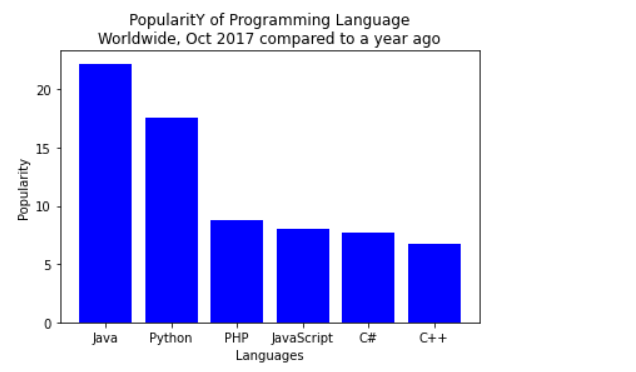 PopularitY of Programming Language
Worldwide, Oct 2017 compared to a year ago
20
15
10
5
0
Popularity
Java Python PHP JavaScript C# C++
Languages